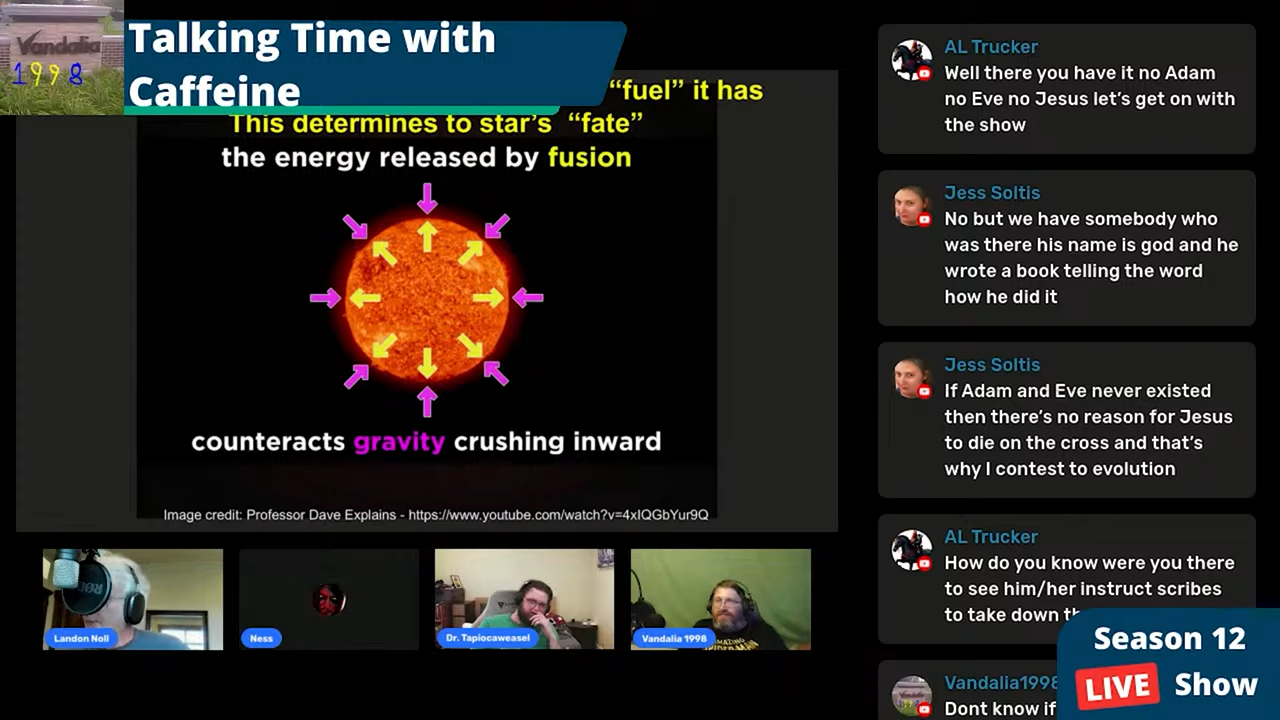 Vandalia
1998
Talking Time with
Caffeine
"fuel" it has
This determines to star's "fate"
the energy released by fusion
counteracts gravity crushing inward
Image credit: Professor Dave Explains - https://www.youtube.com/watch?v=4xIQGbYur9Q
Landon Noll
Ness
Dr. Tapiocaweasel
Vandalia 1998
AL Trucker
Well there you have it no Adam
no Eve no Jesus let's get on with
the show
Jess Soltis
No but we have somebody who
was there his name is god and he
wrote a book telling the word
how he did it
Jess Soltis
If Adam and Eve never existed
then there's no reason for Jesus
to die on the cross and that's
why I contest to evolution
AL Trucker
How do you know were you there
to see him/her instruct scribes
to take down
Vandalia1998
Dont know if
Season 12
LIVE Show